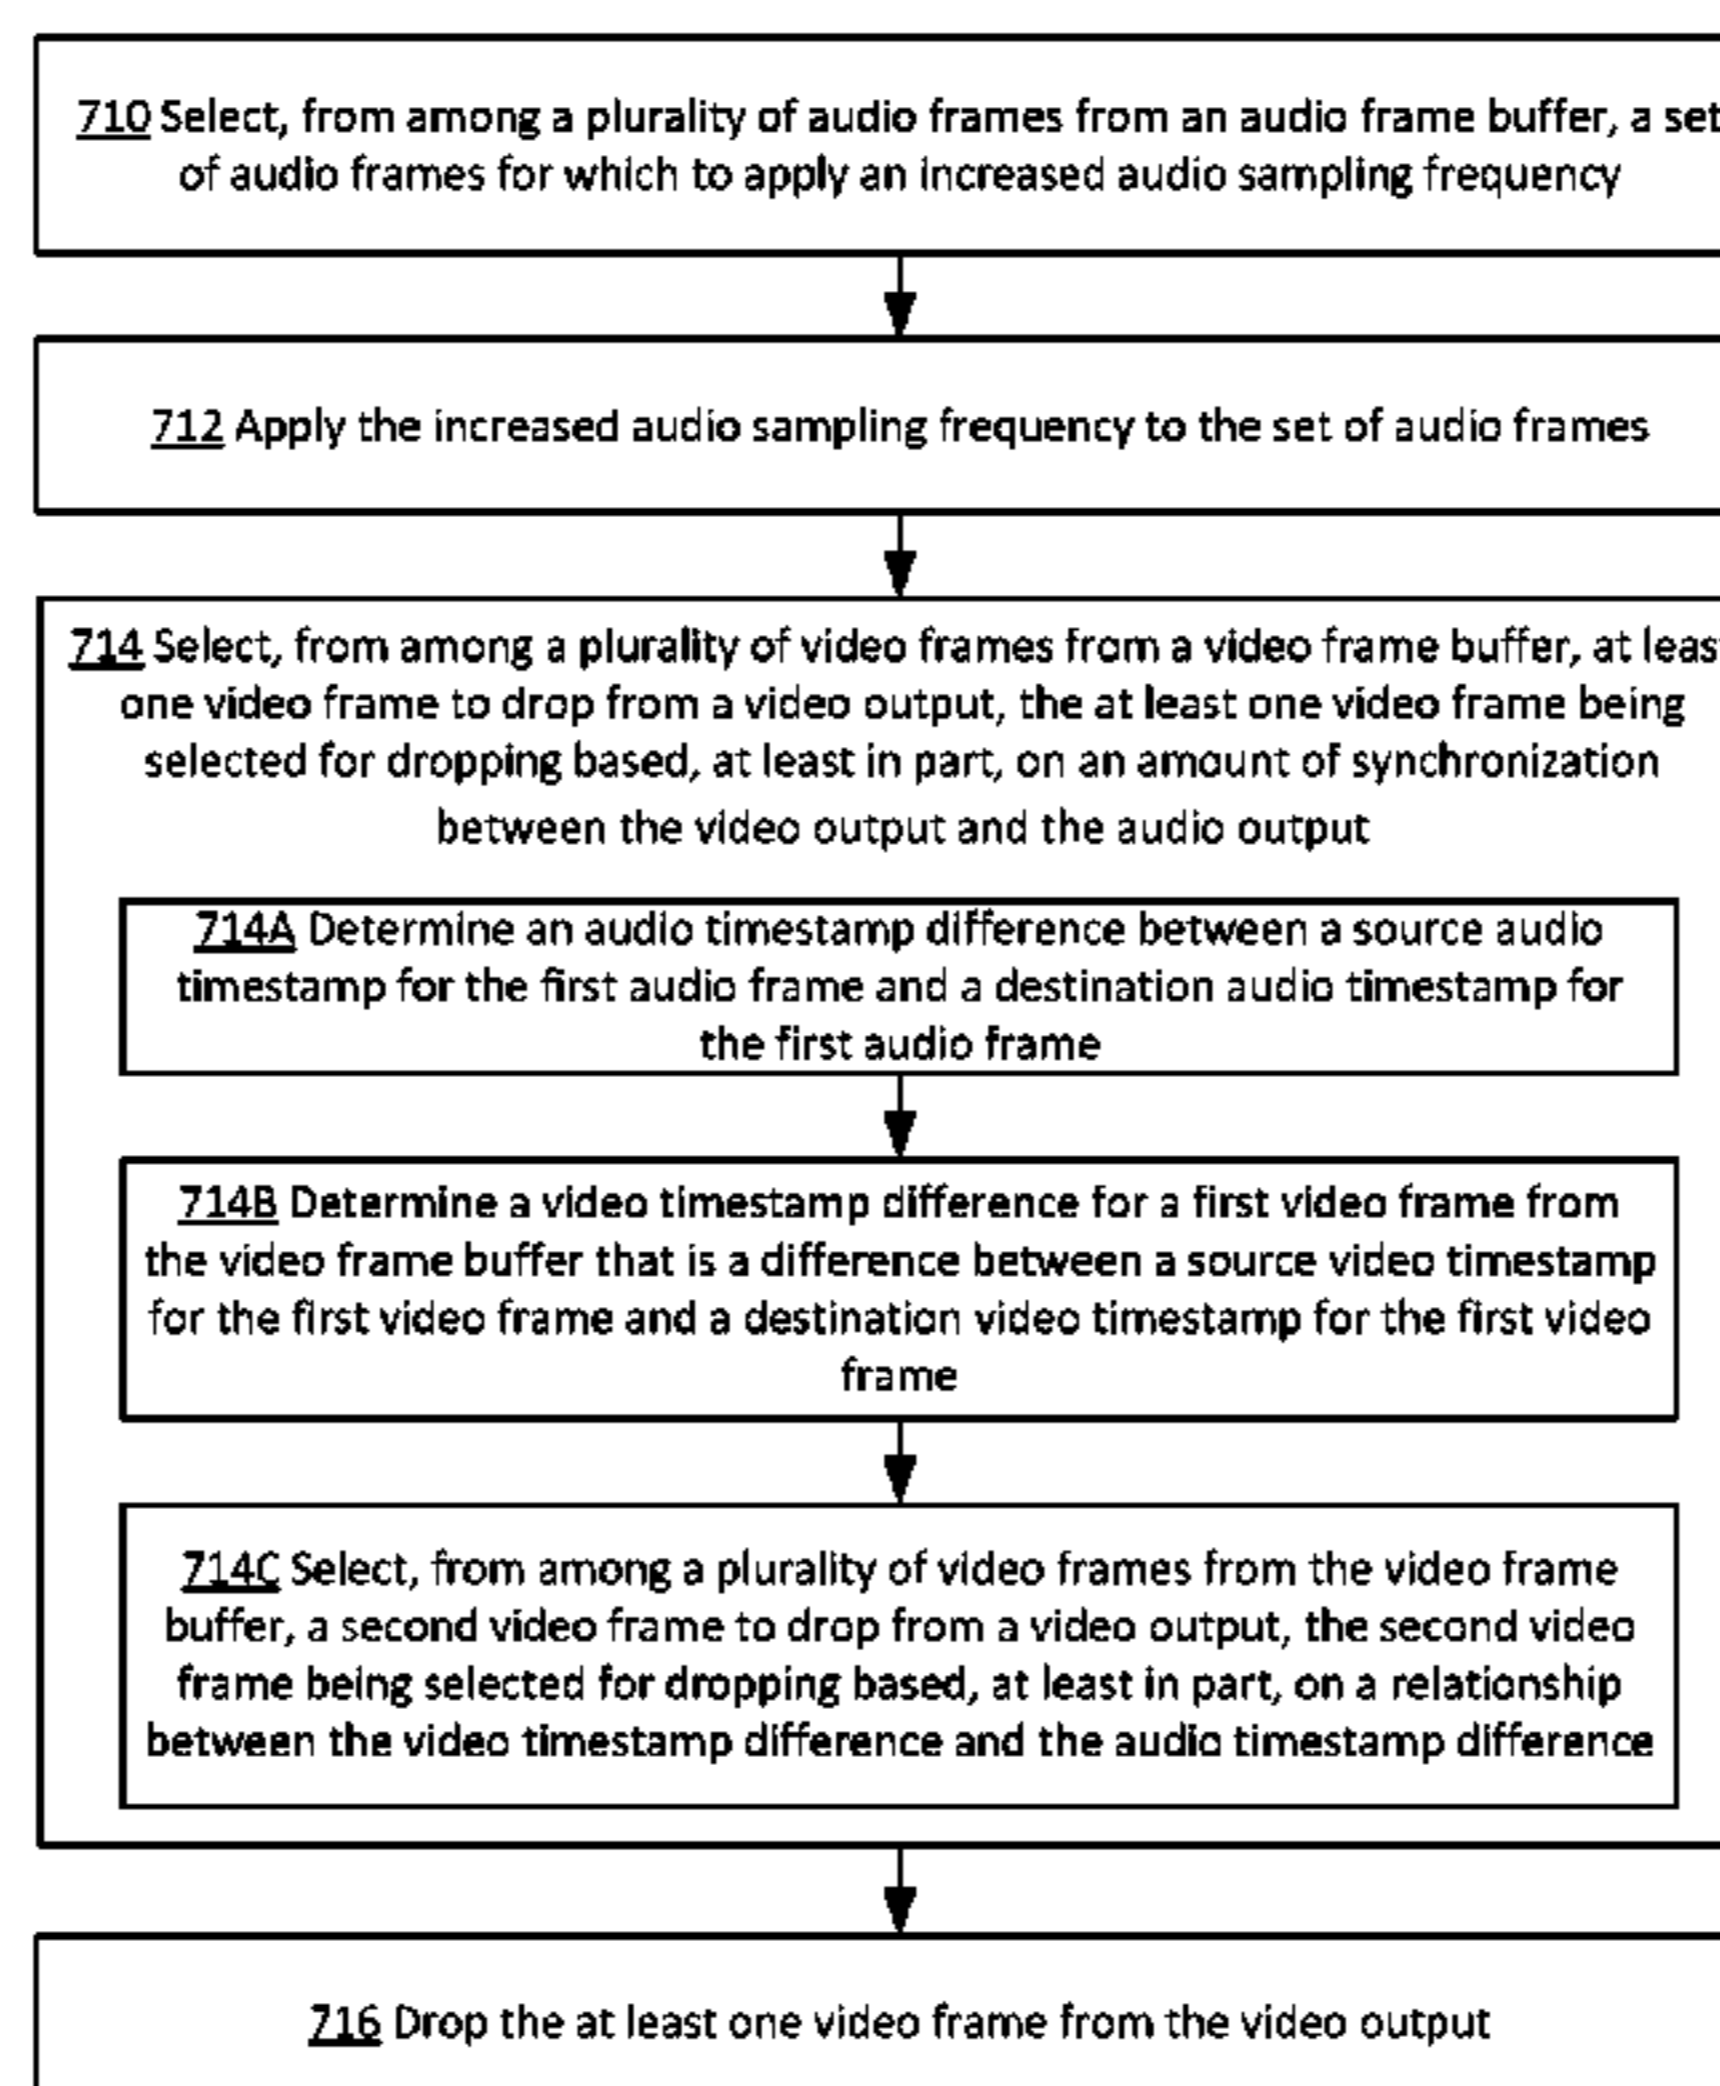 710 Select, from among a plurality of audio frames from an audio frame buffer, a set
of audio frames for which to apply an increased audio sampling frequency
712 Apply the increased audio sampling frequency to the set of audio frames
714 Select, from among a plurality of video frames from a video frame buffer, at least
one video frame to drop from a video output, the at least one video frame being
selected for dropping based, at least in part, on an amount of synchronization
between the video output and the audio output
714A Determine an audio timestamp difference between a source audio
timestamp for the first audio frame and a destination audio timestamp for
the first audio frame
714B Determine a video timestamp difference for a first video frame from
the video frame buffer that is a difference between a source video timestamp
for the first video frame and a destination video timestamp for the first video
frame
714C Select, from among a plurality of video frames from the video frame
buffer, a second video frame to drop from a video output, the second video
frame being selected for dropping based, at least in part, on a relationship
between the video timestamp difference and the audio timestamp difference
716 Drop the at least one video frame from the video output